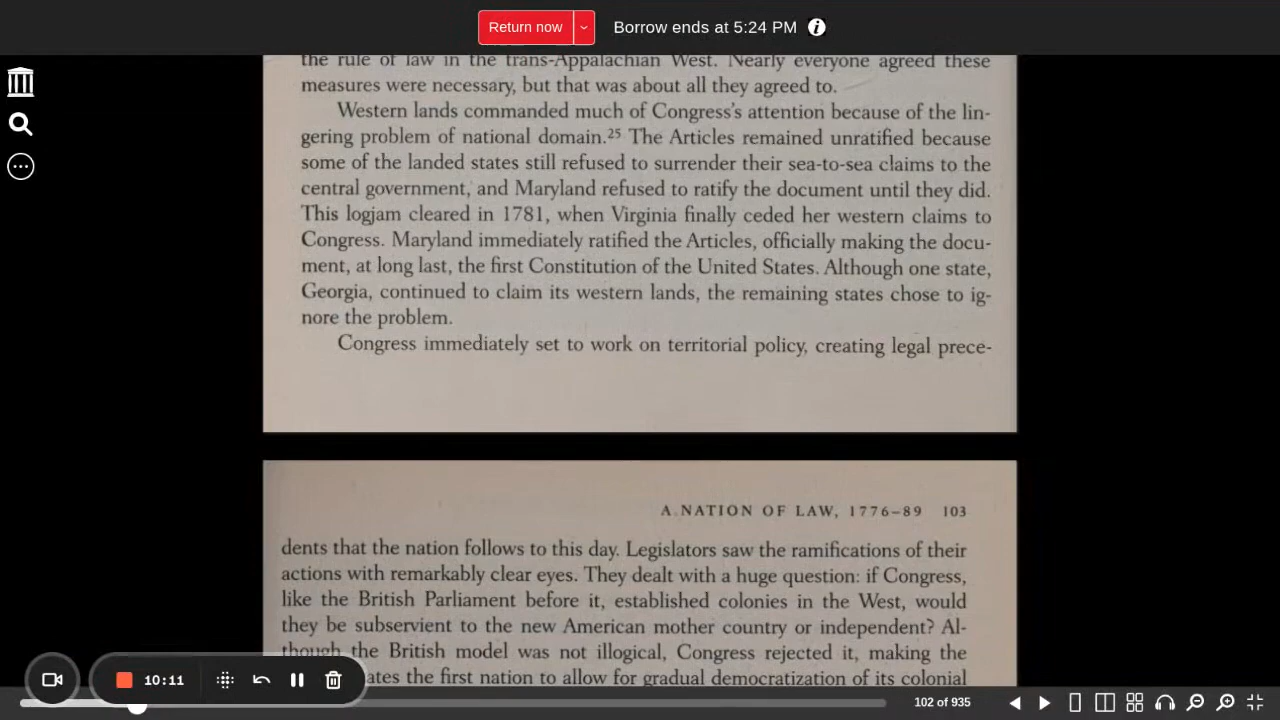 Return now
Borrow ends at 5:24 PM
the rule of law in the trans-Appalachian West. Nearly everyone agreed these
measures were necessary, but that was about all they agreed to.
Western lands commanded much of Congress's attention because of the lin-
gering problem of national domain.25 The Articles remained unratified because
some of the landed states still refused to surrender their sea-to-sea claims to the
central government, and Maryland refused to ratify the document until they did.
This logjam cleared in 1781, when Virginia finally ceded her western claims to
Congress. Maryland immediately ratified the Articles, officially making the docu-
ment, at long last, the first Constitution of the United States. Although one state,
Georgia, continued to claim its western lands, the remaining states chose to ig-
nore the problem.
Congress immediately set to work on territorial policy, creating legal prece-
A NATION OF LAW, 1776–89 103
dents that the nation follows to this day. Legislators saw the ramifications of their
actions with remarkably clear eyes. They dealt with a huge question: if Congress,
like the British Parliament before it, established colonies in the West, would
they be subservient to the new American mother country or independent? Al-
though the British model was not illogical, Congress rejected it, making the
ates the first nation to allow for gradual democratization of its colonial
10:11
102 of 935